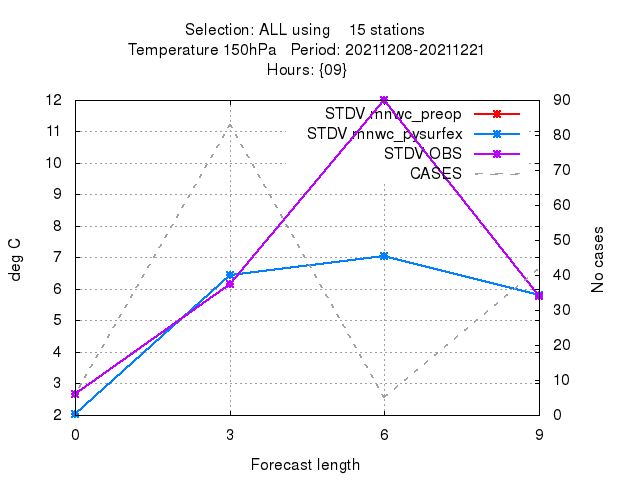 Selection: ALL using 15 stations
Temperature 150hPa Period: 20211208-20211221
Hours: {09}
STDV mnwc_preop
STDV mnwc_pysurfex
STDV OBS
CASES
12
11
10
9
8
7
6
5
4
3
2
90
80
70
60
50
40
30
20
10
0
deg C
No cases
0 3 6 9
Forecast length